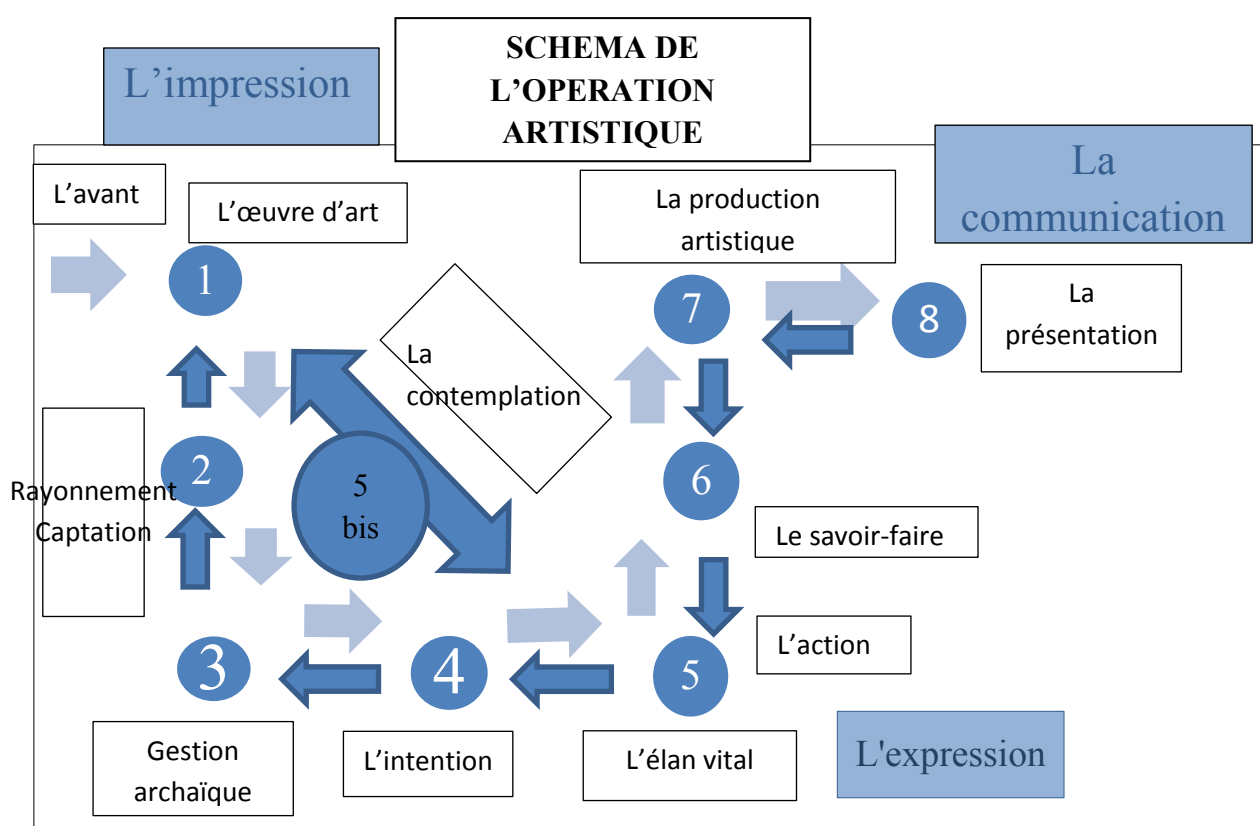 SCHEMA DE
L’OPERATION
ARTISTIQUE
L’impression
La
communication
L’avant
L’œuvre d’art
La production
artistique
1
7
8
La
présentation
La
contemplation
2
Rayonnement
Captation
5
bis
6
Le savoir-faire
L’action
3
4
5
Gestion
archaïque
L’intention
L’élan vital
L'expression